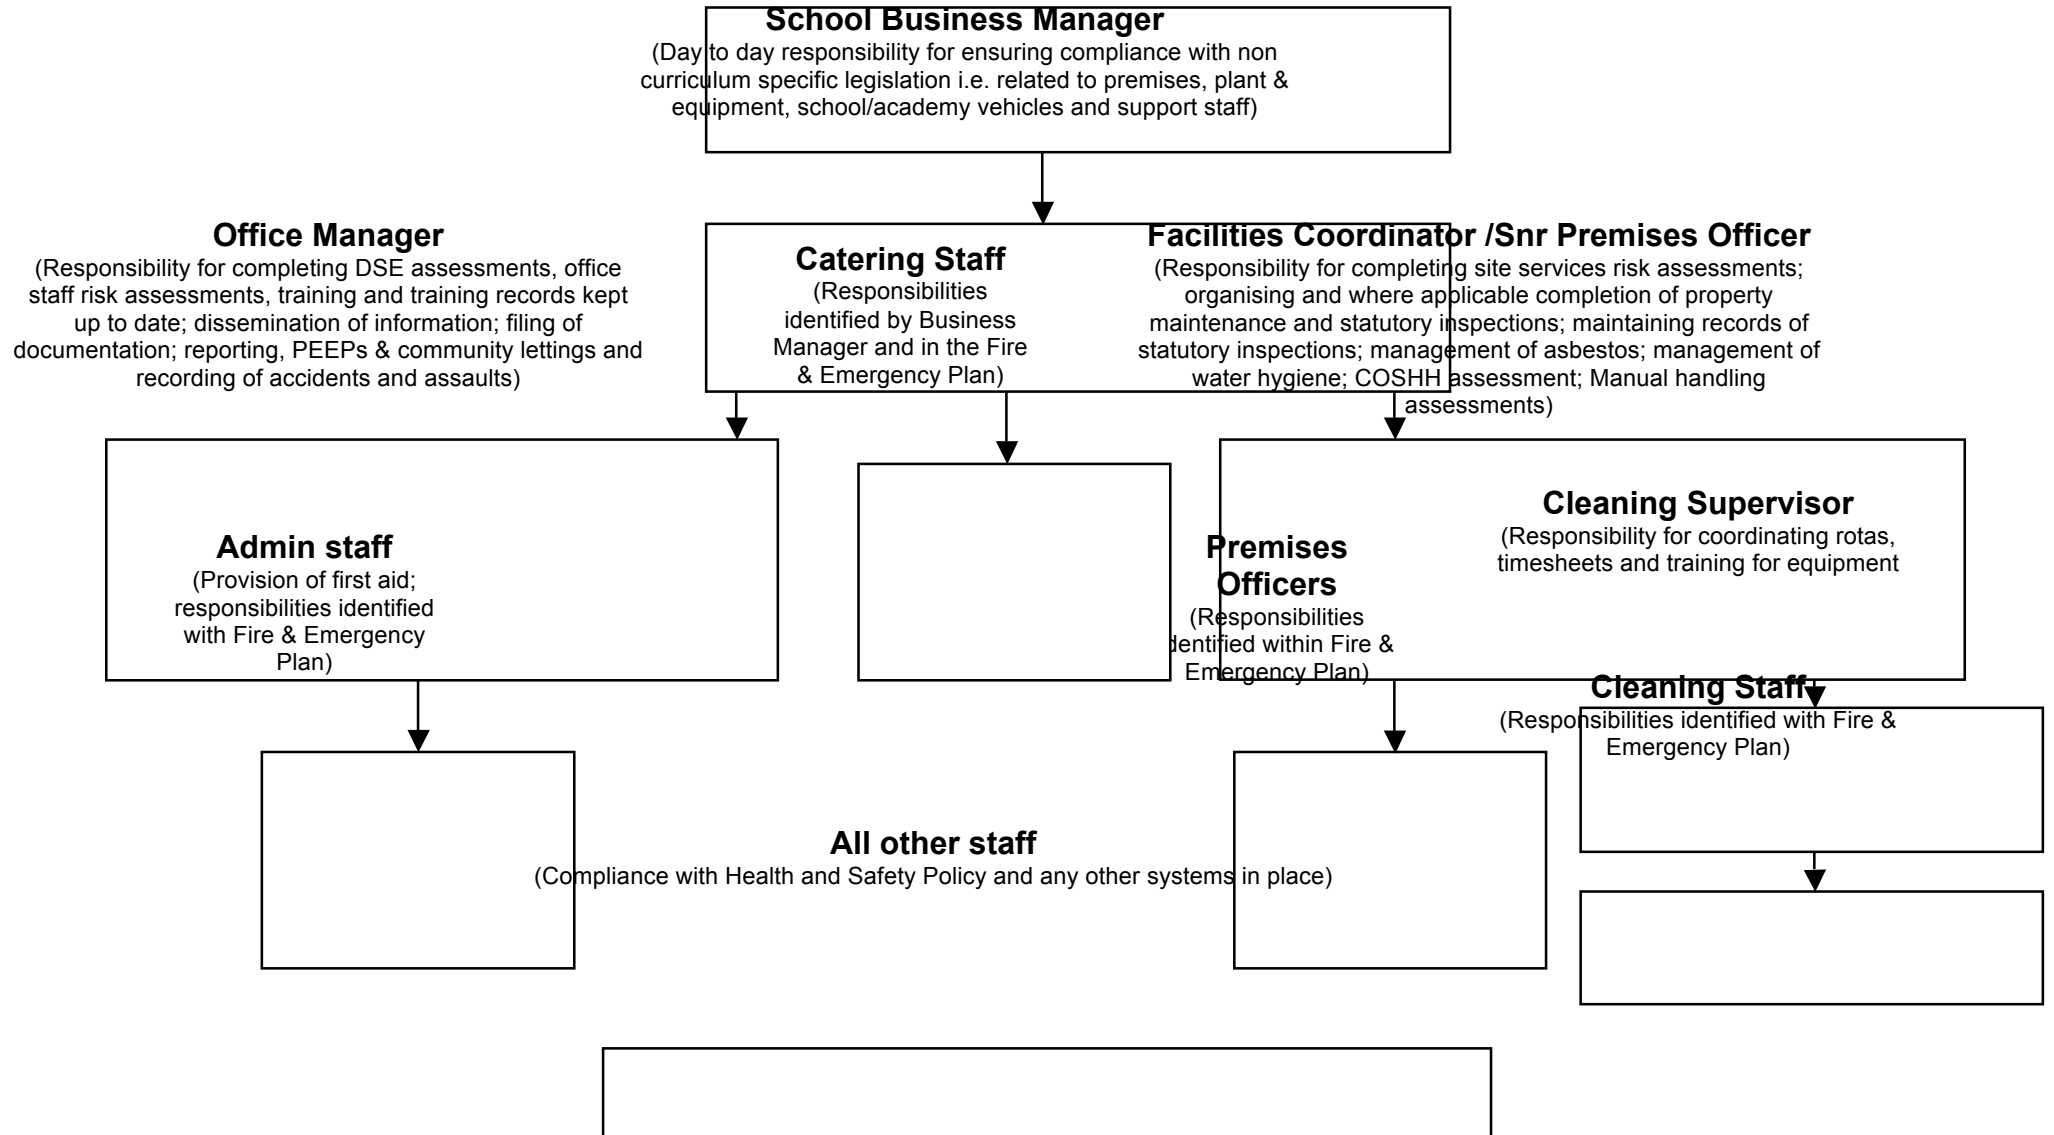 School Business Manager
(Day to day responsibility for ensuring compliance with non
curriculum specific legislation i.e. related to premises, plant &
equipment, school/academy vehicles and support staff)
Office Manager
(Responsibility for completing DSE assessments, office
staff risk assessments, training and training records kept
up to date; dissemination of information; filing of
documentation; reporting, PEEPs & community lettings and
recording of accidents and assaults)
Catering Staff
(Responsibilities
identified by Business
Manager and in the Fire
& Emergency Plan)
Facilities Coordinator /Snr Premises Officer
(Responsibility for completing site services risk assessments;
organising and where applicable completion of property
maintenance and statutory inspections; maintaining records of
statutory inspections; management of asbestos; management of
water hygiene; COSHH assessment; Manual handling
assessments)
Admin staff
(Provision of first aid;
responsibilities identified
with Fire & Emergency
Plan)
Premises
Officers
(Responsibilities
identified within Fire &
Emergency Plan)
Cleaning Supervisor
(Responsibility for coordinating rotas,
timesheets and training for equipment
Cleaning Staff
(Responsibilities identified with Fire &
Emergency Plan)
All other staff
(Compliance with Health and Safety Policy and any other systems in place)